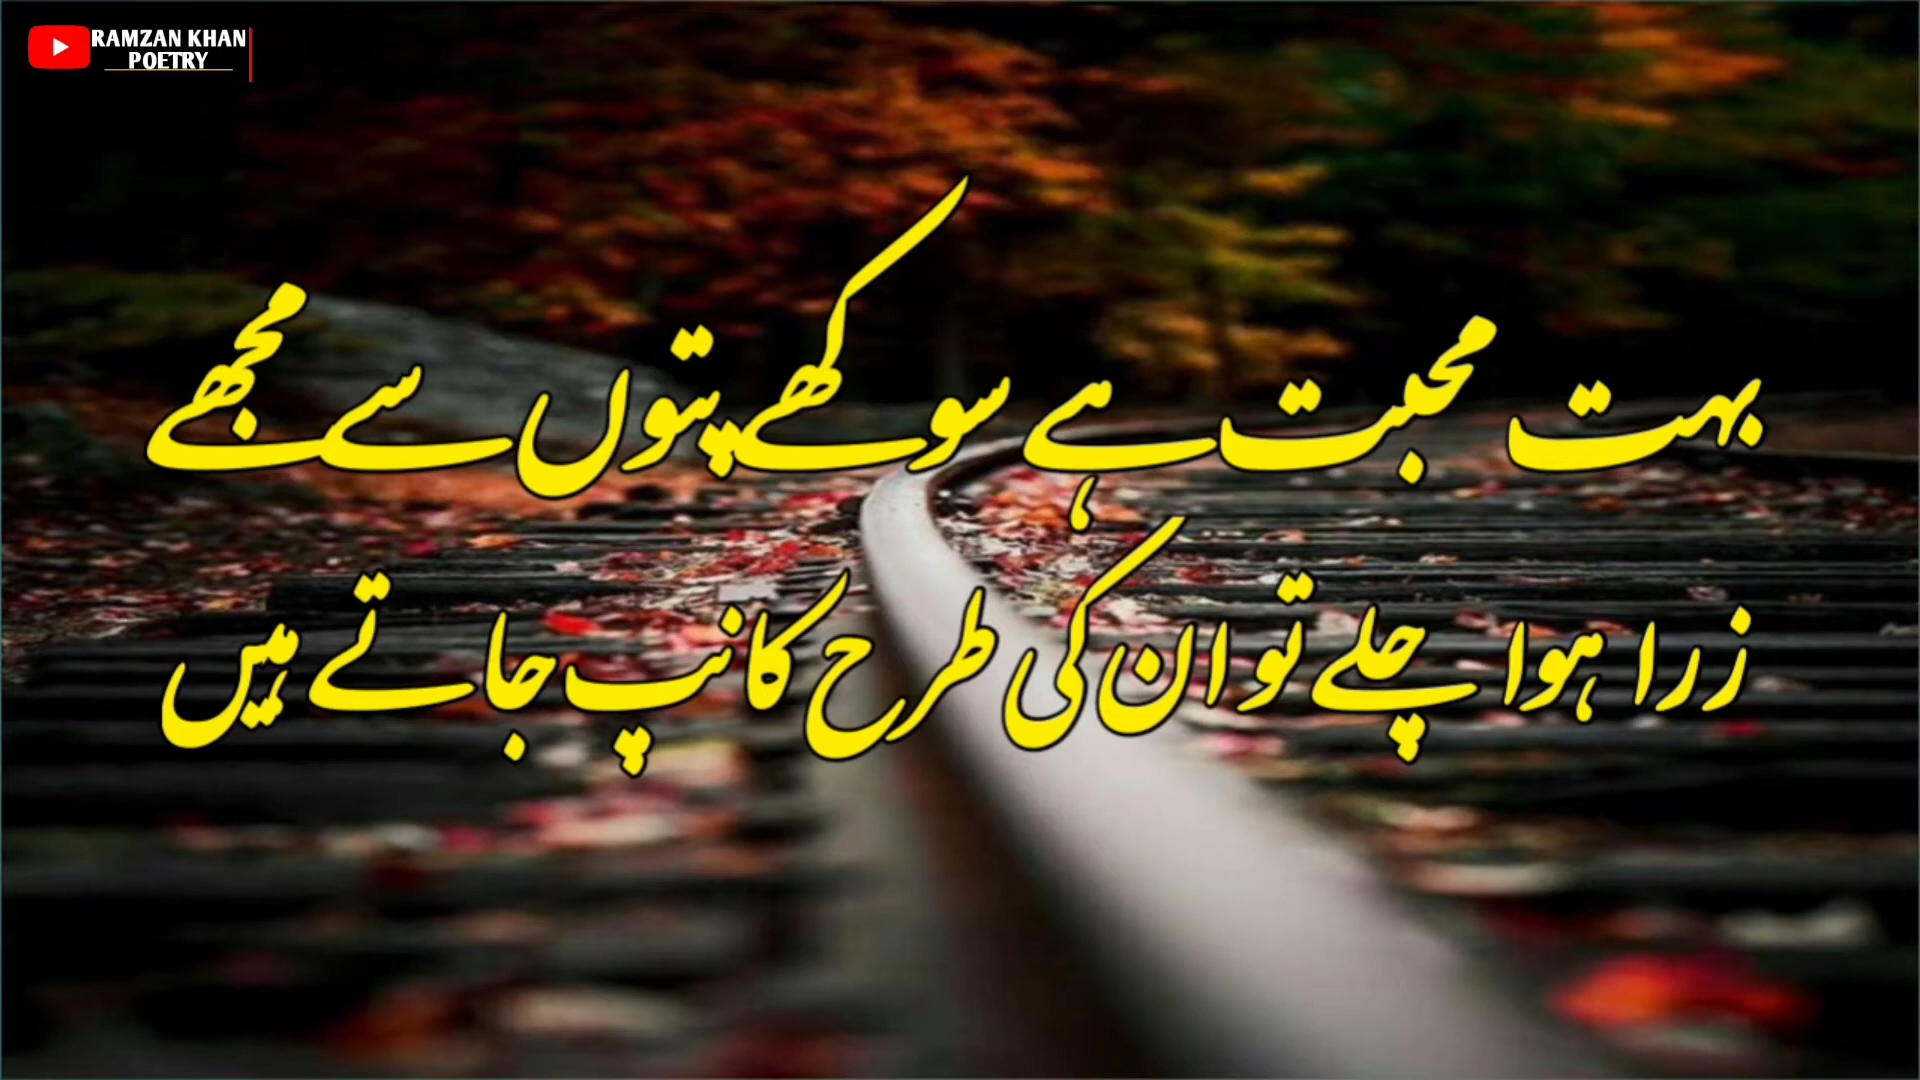 RAMZAN KHAN
POETRY
بہت محبت ہے سوکھے پتوں سے مجھے
زرا ہوا چلے تو ان کی طرح کانپ جاتے ہیں